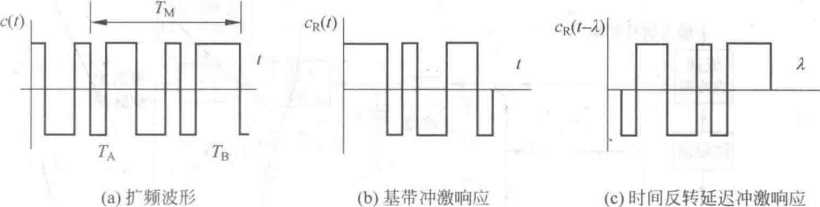 c(t)
T_M
t
T_A
T_B
(a) 扩频波形
c_R(t)
t
(b) 基带冲激响应
c_R(t−λ)
λ
(c) 时间反转延迟冲激响应